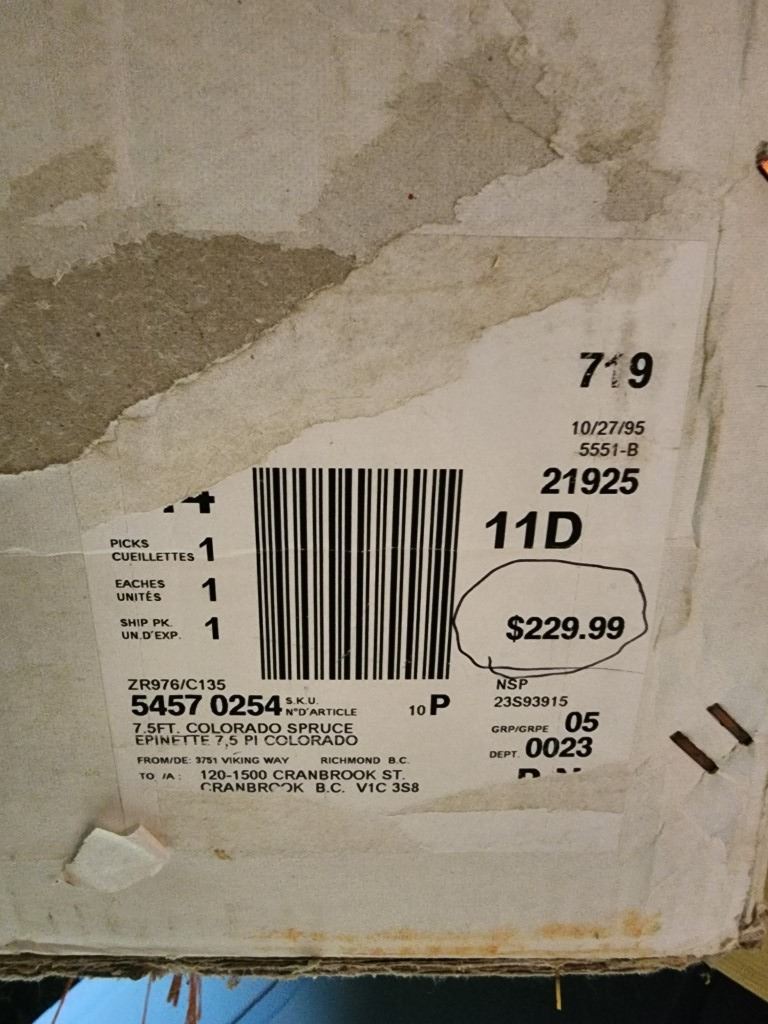 719
10/27/95
5551-B
21925
11D
PICKS
CUEILLETTES 1
EACHES
UNITÉS 1
SHIP PK.
UN.D'EXP. 1
$229.99
ZR976/C135
5457 0254 S.K.U.
N°D'ARTICLE
10 P
7.5FT. COLORADO SPRUCE
EPINETTE 7,5 PI COLORADO
FROM/DE: 3751 VIKING WAY RICHMOND B.C.
TO /A: 120-1500 CRANBROOK ST.
CRANBROOK B.C. V1C 3S8
NSP
23S93915
GRP/GRPE 05
DEPT. 0023